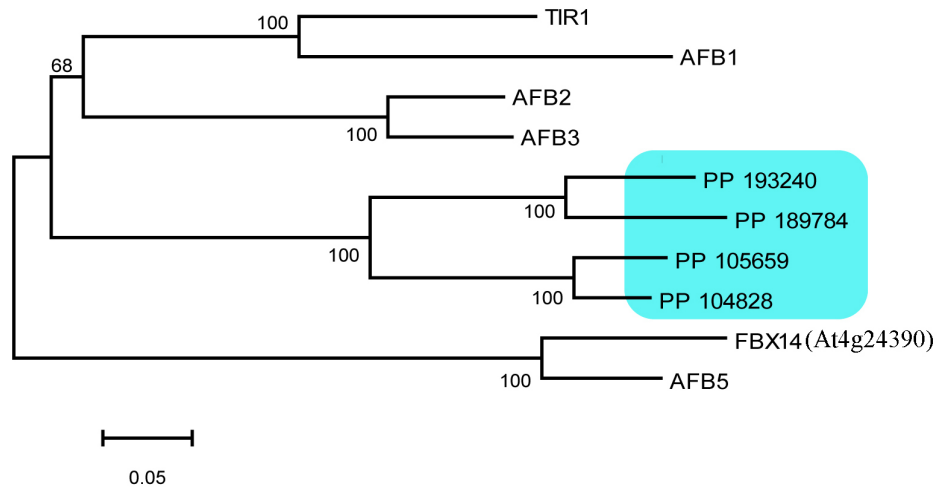 TIR1
100
AFB1
68
AFB2
100
AFB3
PP 193240
100
PP 189784
100
PP 105659
100
PP 104828
FBX14 (At4g24390)
100
AFB5
0.05